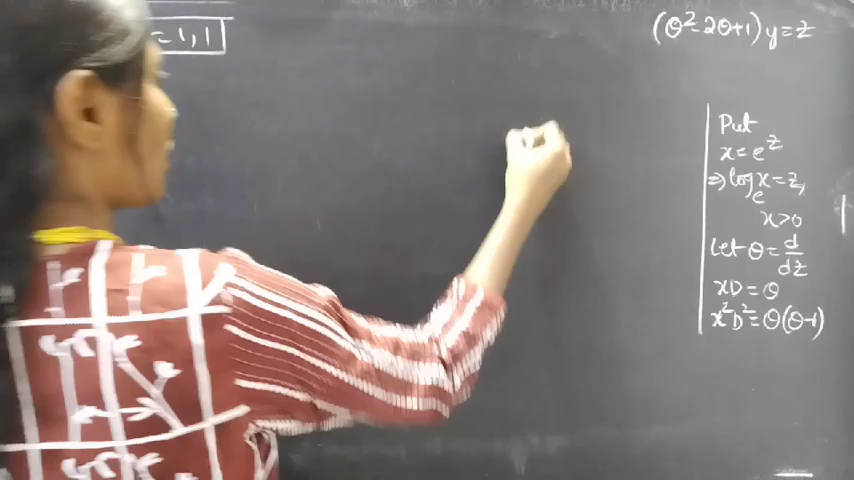 = 1, 1
(θ²-2θ+1)y=z
Put
x=e^z
⇒ logₑx=z,
x>0
let θ=d/dz
xD=θ
x²D²=θ(θ-1)